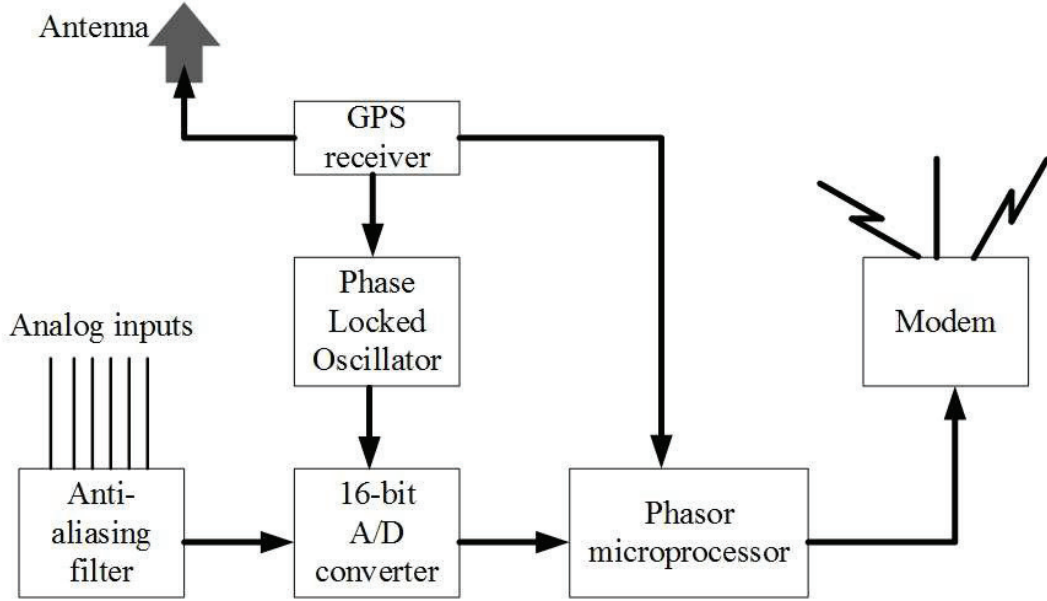 Antenna
GPS
receiver
Phase
Locked
Oscillator
Modem
Analog inputs
Anti-
aliasing
filter
16-bit
A/D
converter
Phasor
microprocessor